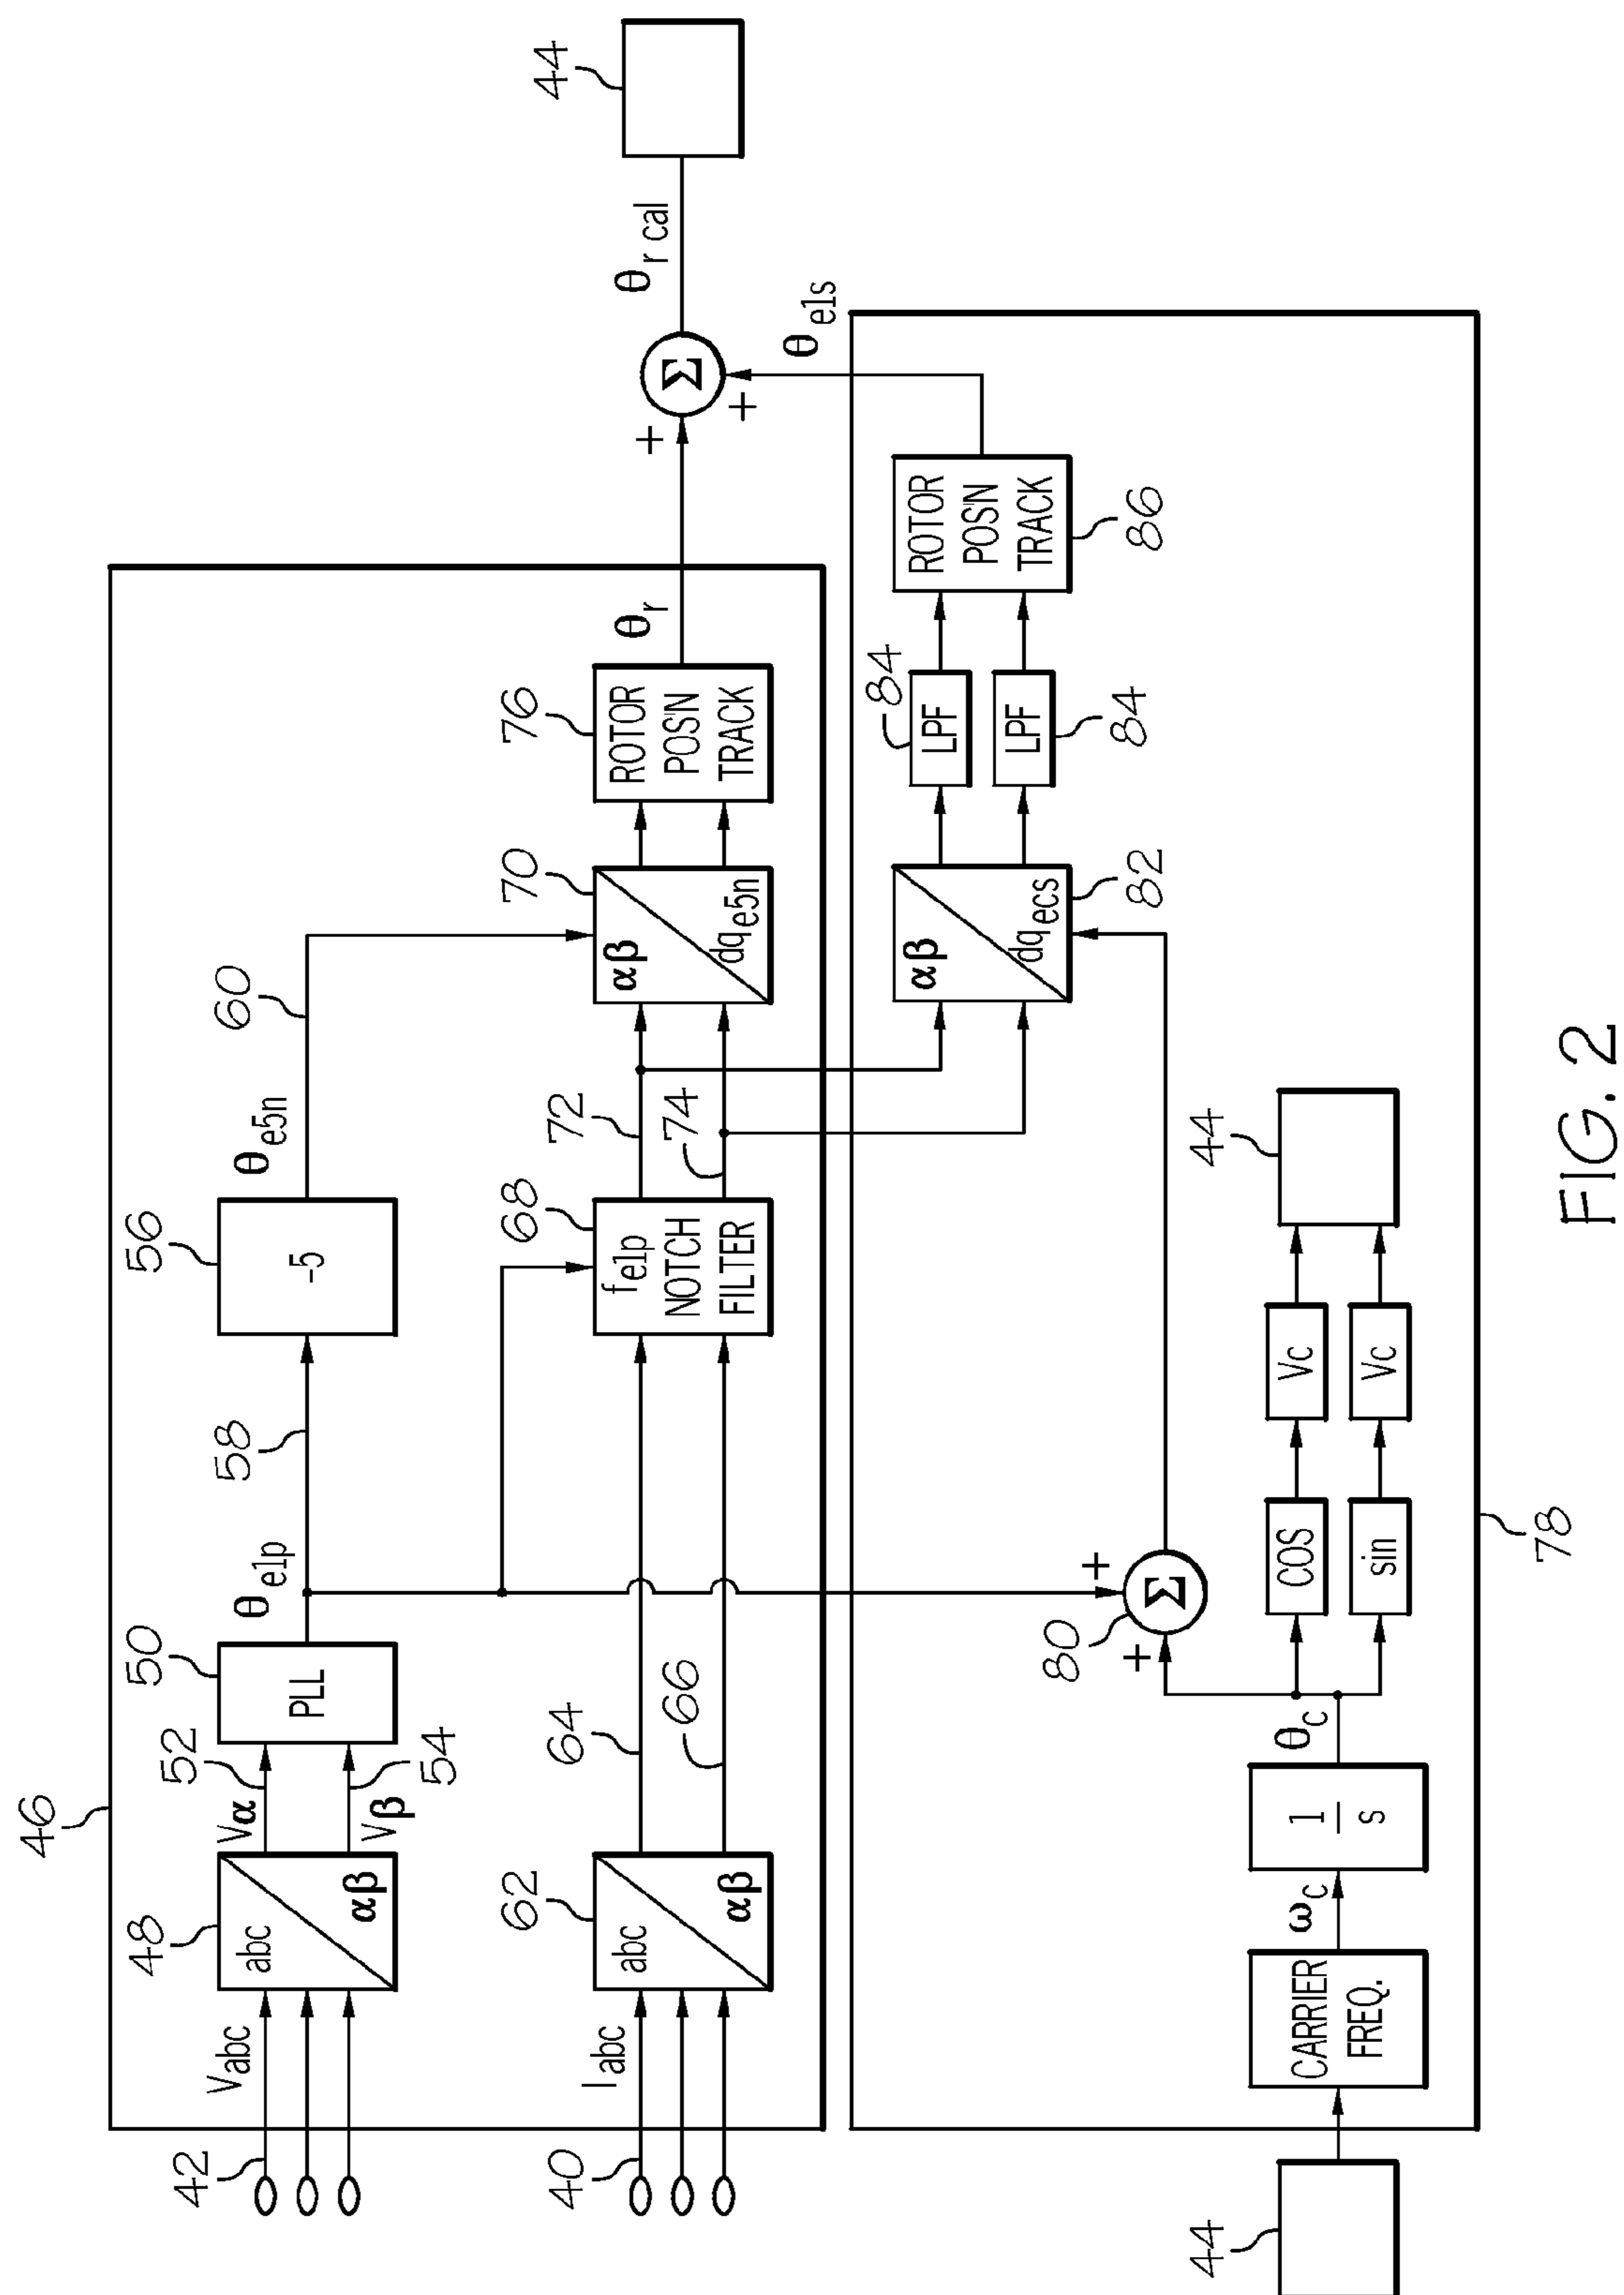 46
42
Vabc
48
abc
αβ
Vα
52
Vβ
54
50
PLL
θe1p
58
56
-5
θe5n
60
40
Iabc
62
abc
αβ
64
66
68
fe1p
NOTCH
FILTER
72
74
70
αβ
dqe5n
76
ROTOR
POS'N
TRACK
θr
+
+
Σ
θr cal
44
θe1s
44
CARRIER
FREQ.
ωc
1
s
θc
80
+
+
Σ
COS
sin
Vc
Vc
44
82
αβ
dqecs
84
LPF
LPF
84
86
ROTOR
POS'N
TRACK
78
FIG. 2